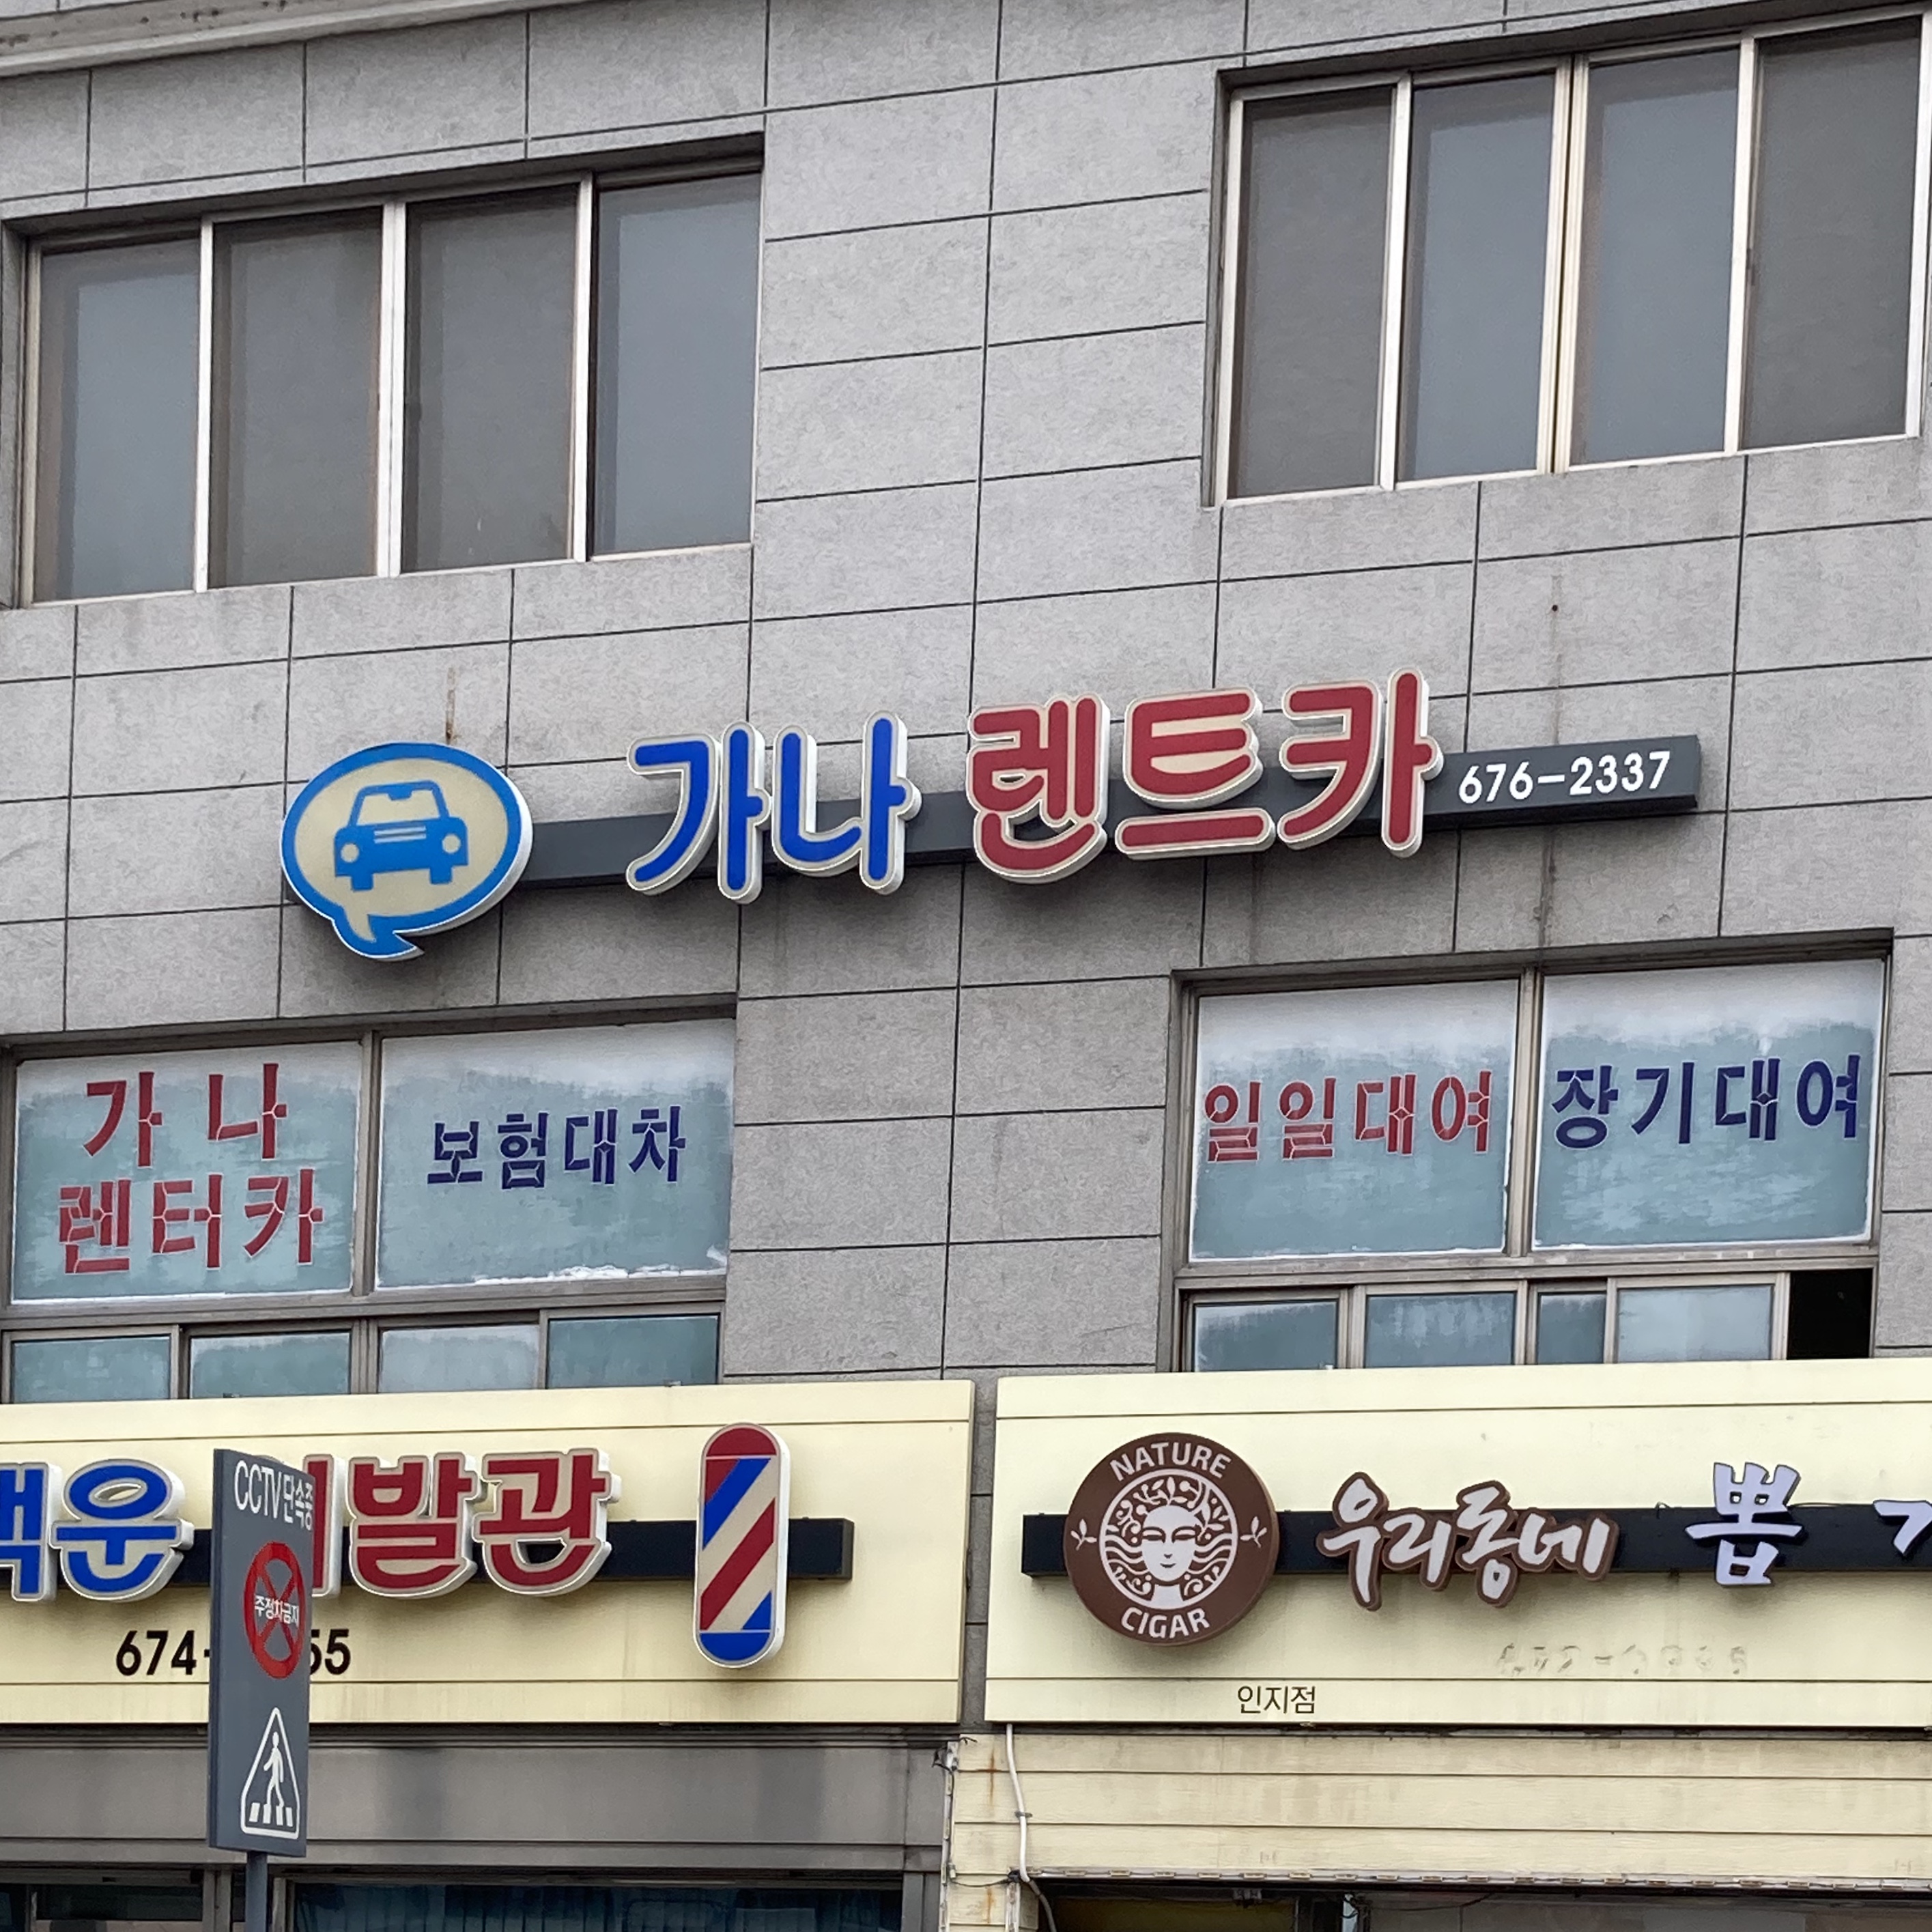 가나 렌트카 676-2337
가나
렌터카
보험대차
일일대여
장기대여
운 발관
CCTV단속중
주정차금지
NATURE
CIGAR
우리동네 뽑
인지점